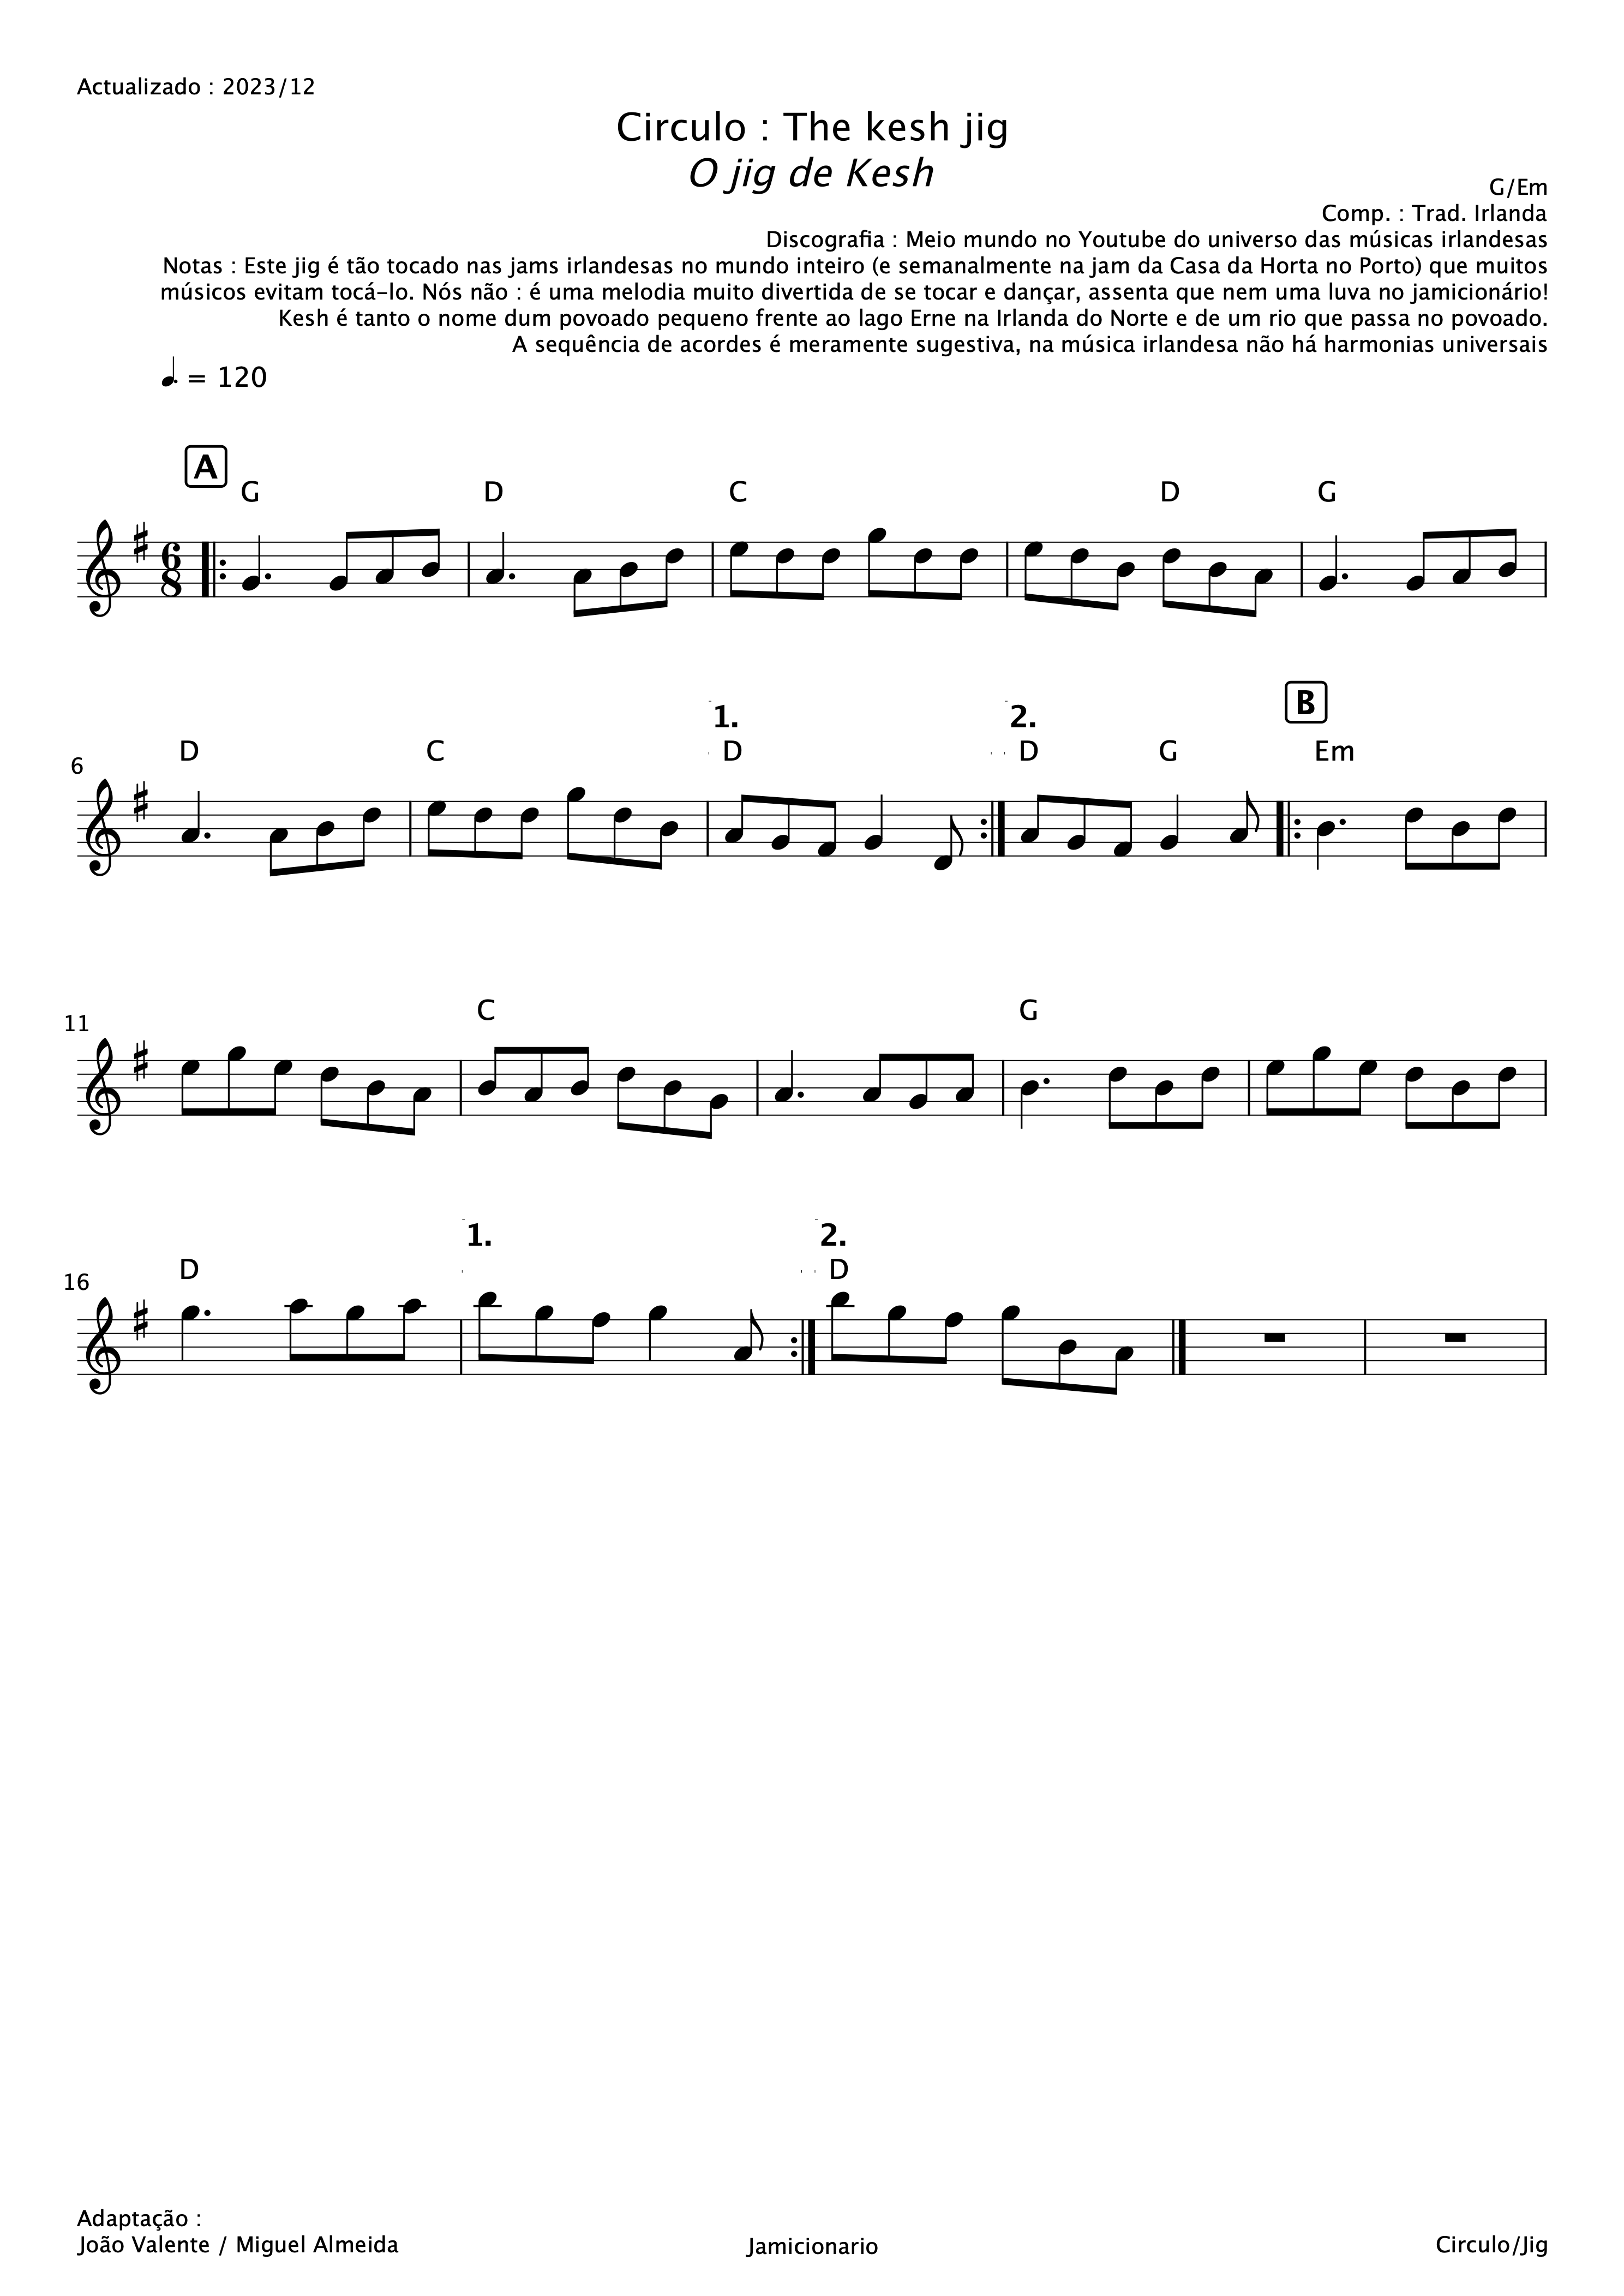 Actualizado : 2023/12
Circulo : The kesh jig
O jig de Kesh
G/Em
Comp. : Trad. Irlanda
Discografia : Meio mundo no Youtube do universo das músicas irlandesas
Notas : Este jig é tão tocado nas jams irlandesas no mundo inteiro (e semanalmente na jam da Casa da Horta no Porto) que muitos
músicos evitam tocá-lo. Nós não : é uma melodia muito divertida de se tocar e dançar, assenta que nem uma luva no jamicionário!
Kesh é tanto o nome dum povoado pequeno frente ao lago Erne na Irlanda do Norte e de um rio que passa no povoado.
A sequência de acordes é meramente sugestiva, na música irlandesa não há harmonias universais
= 120
A
G D C D G
6 8
1. 2. B
D C D D G Em
6
C G
11
1. 2.
D D
16
Adaptação :
João Valente / Miguel Almeida Jamicionario Circulo/Jig